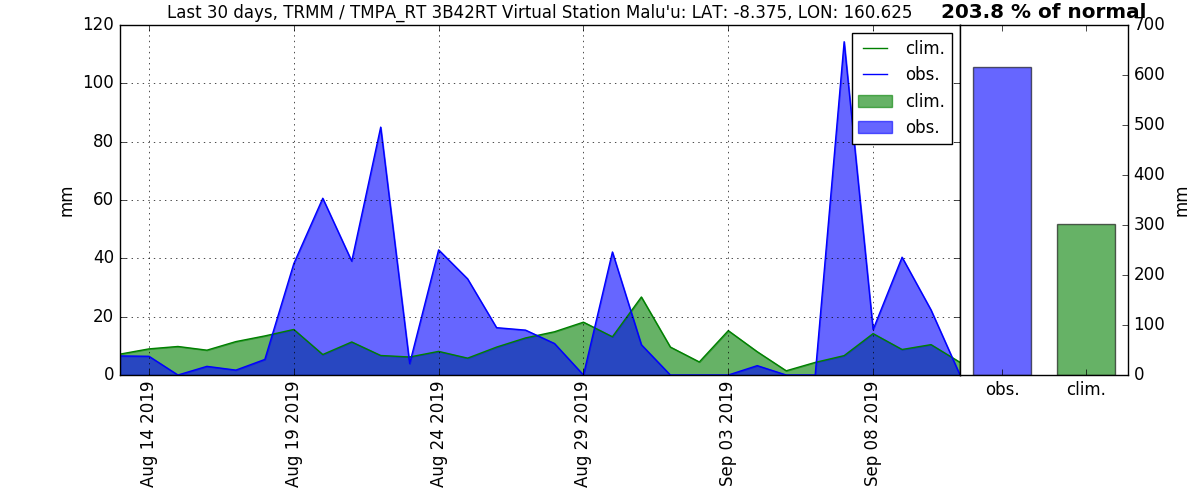 Last 30 days, TRMM / TMPA_RT 3B42RT Virtual Station Malu'u: LAT: -8.375, LON: 160.625
203.8 % of normal
120
100
80
60
40
20
0
mm
clim.
obs.
clim.
obs.
700
600
500
400
300
200
100
0
mm
Aug 14 2019
Aug 19 2019
Aug 24 2019
Aug 29 2019
Sep 03 2019
Sep 08 2019
obs.
clim.